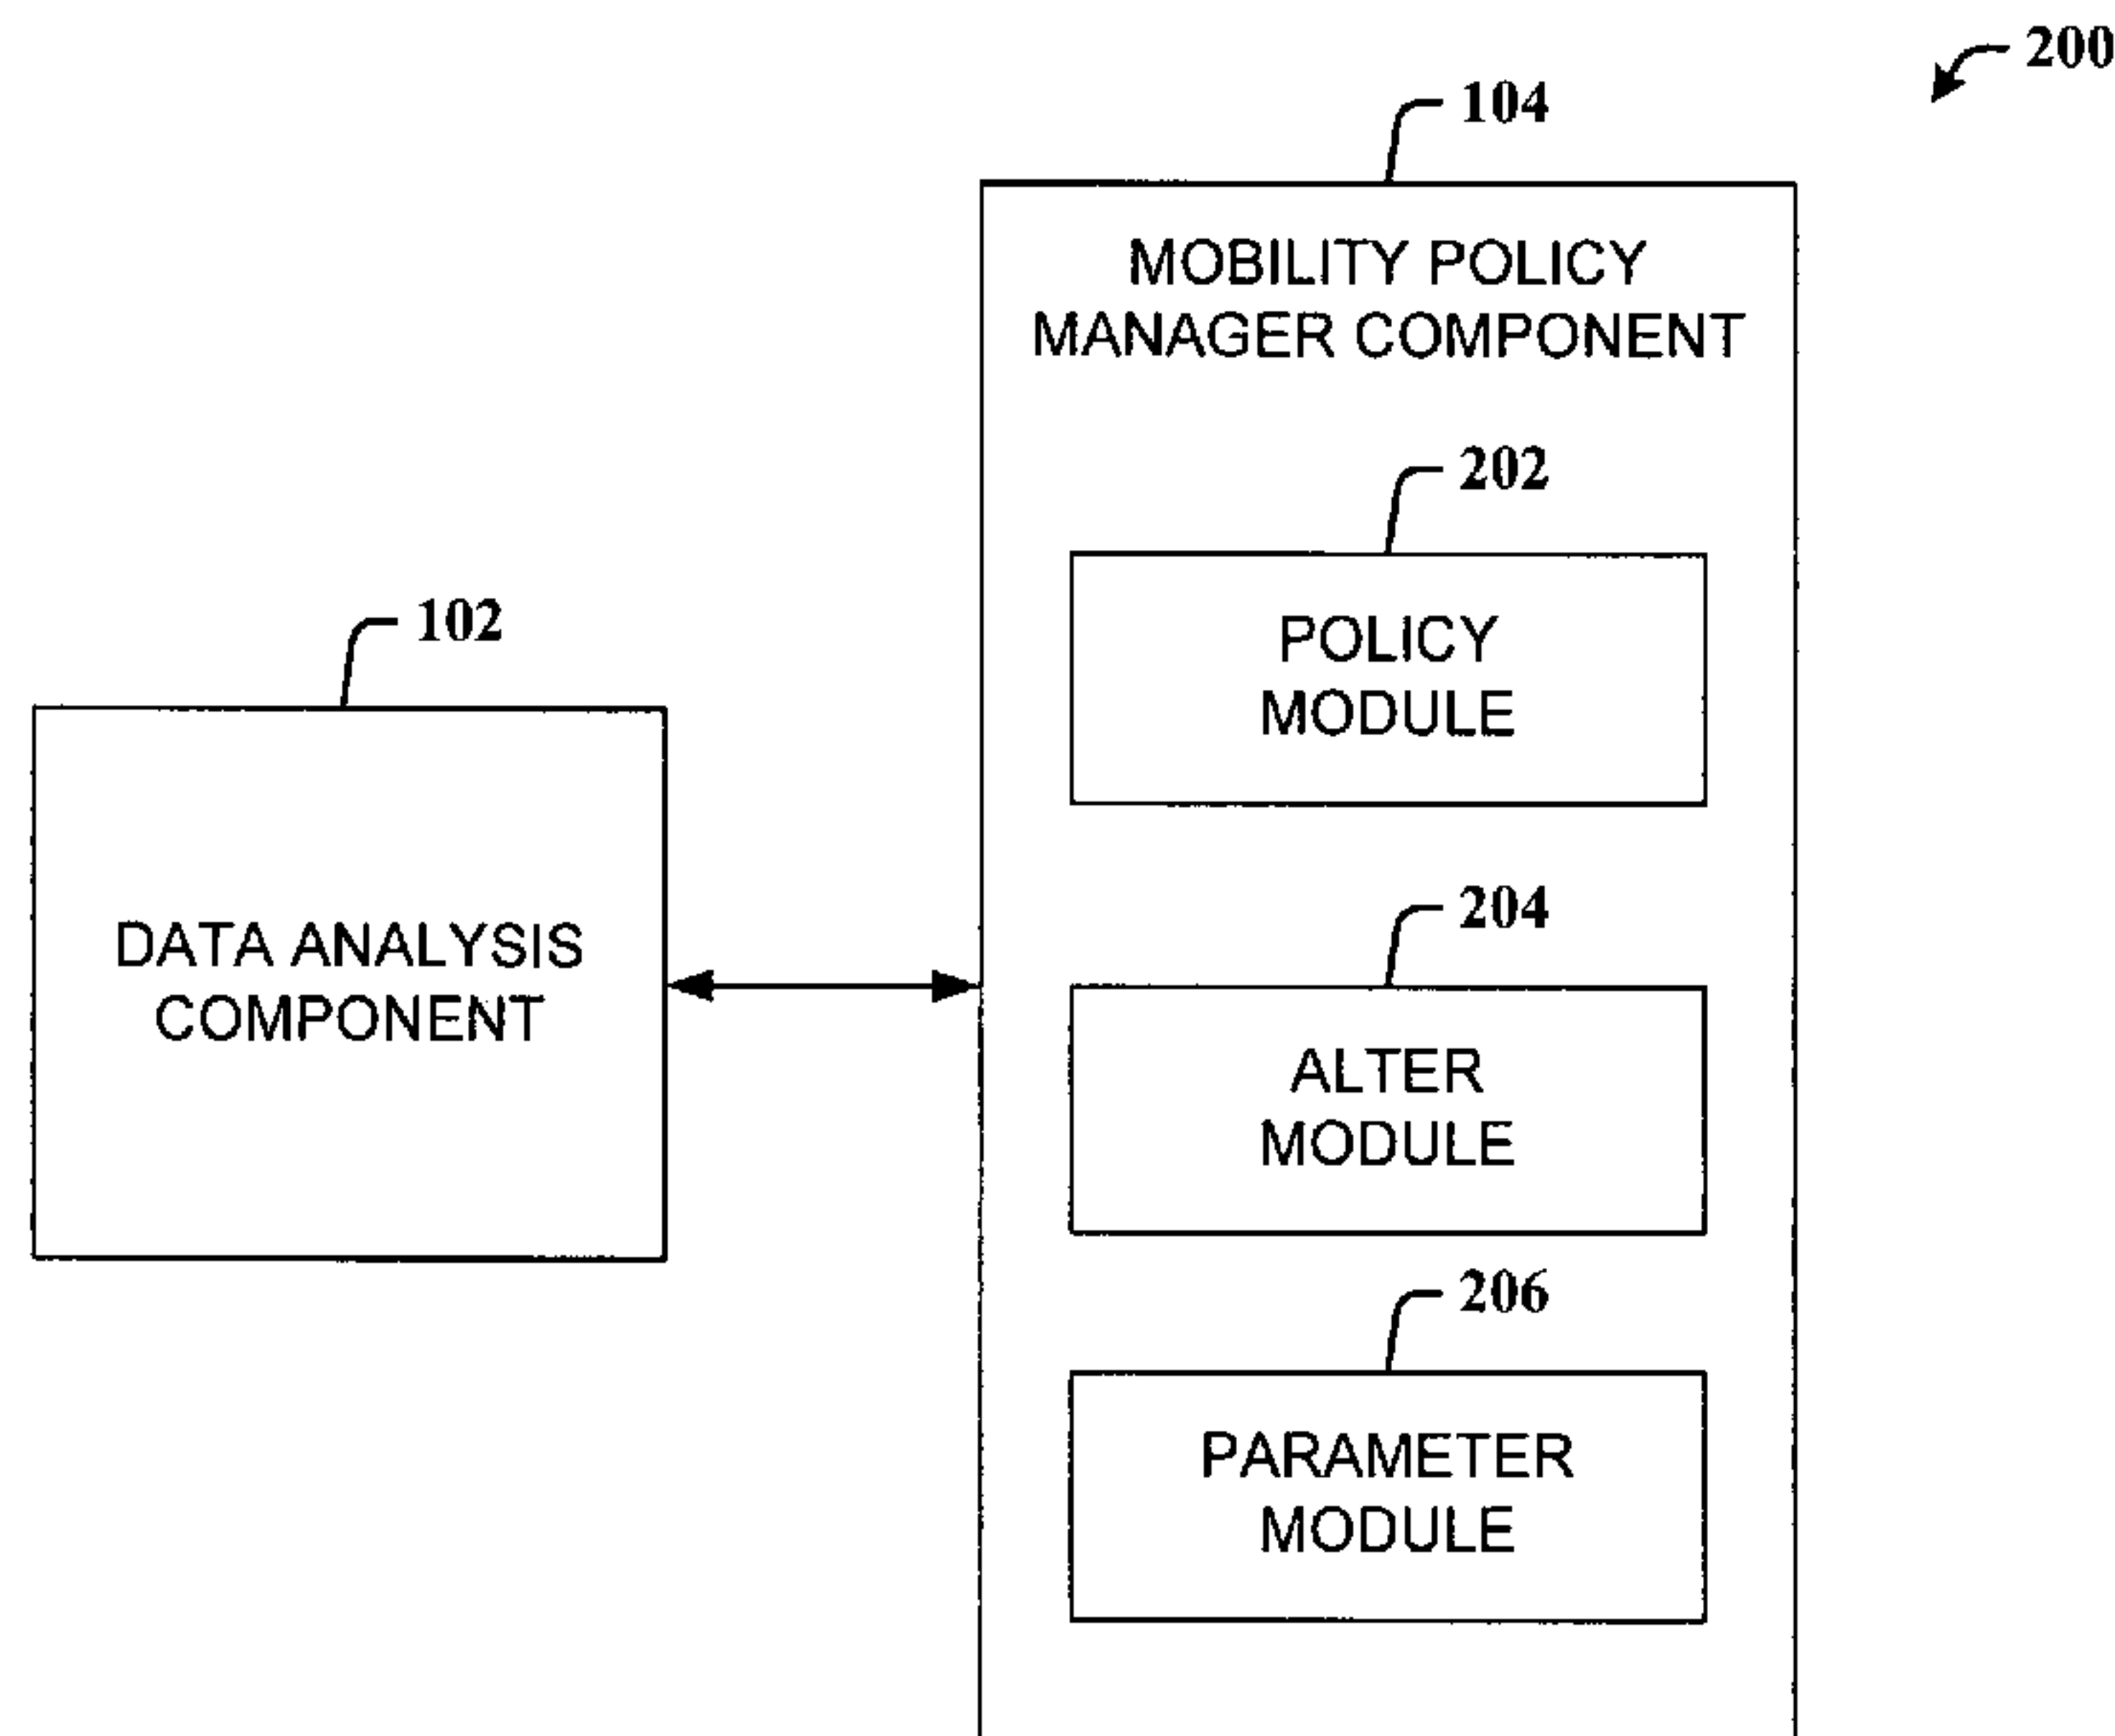 200
104
MOBILITY POLICY
MANAGER COMPONENT
202
POLICY
MODULE
102
DATA ANALYSIS
COMPONENT
204
ALTER
MODULE
206
PARAMETER
MODULE